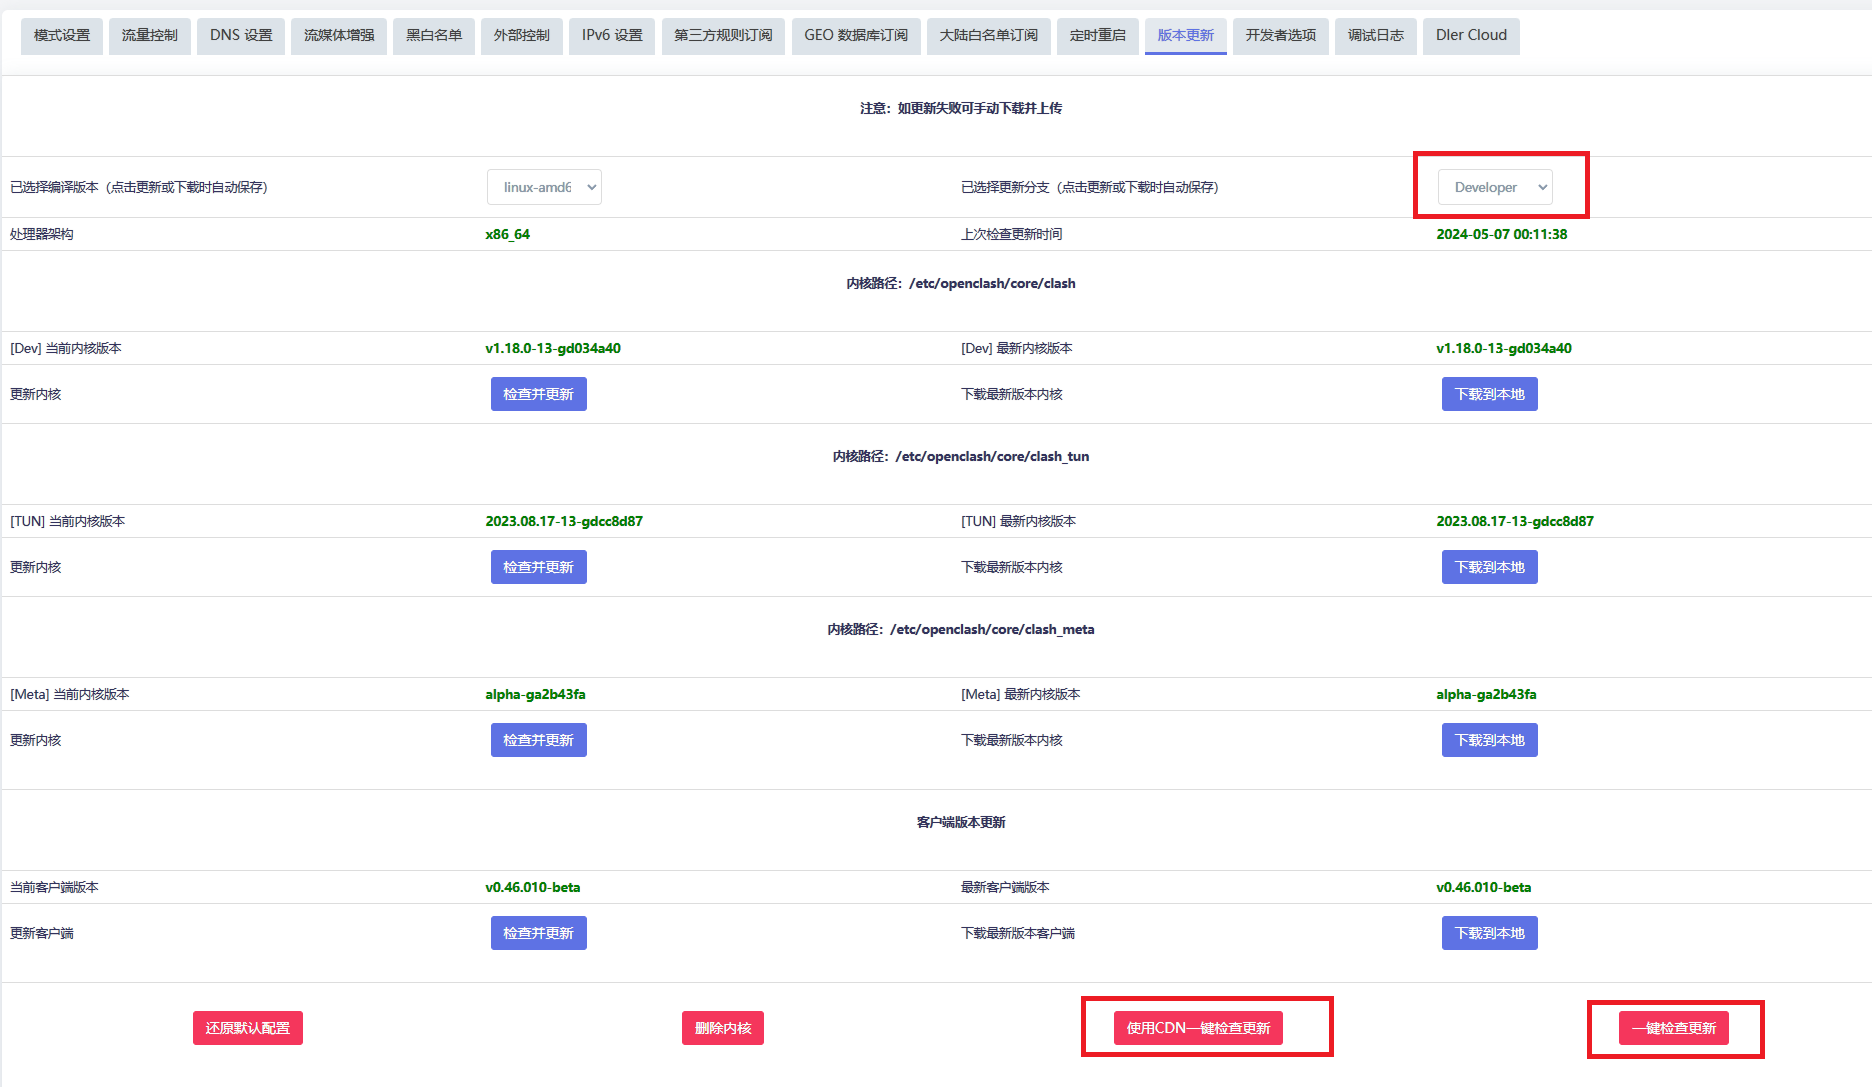 模式设置 流量控制 DNS 设置 流媒体增强 黑白名单 外部控制 IPv6 设置 第三方规则订阅 GEO 数据库订阅 大陆白名单订阅 定时重启 版本更新 开发者选项 调试日志 Dler Cloud
注意：如更新失败可手动下载并上传
已选择编译版本（点击更新或下载时自动保存） linux-amd6 已选择更新分支（点击更新或下载时自动保存） Developer
处理器架构 x86_64 上次检查更新时间 2024-05-07 00:11:38
内核路径：/etc/openclash/core/clash
[Dev] 当前内核版本 v1.18.0-13-gd034a40 [Dev] 最新内核版本 v1.18.0-13-gd034a40
更新内核 检查并更新 下载最新版本内核 下载到本地
内核路径：/etc/openclash/core/clash_tun
[TUN] 当前内核版本 2023.08.17-13-gdcc8d87 [TUN] 最新内核版本 2023.08.17-13-gdcc8d87
更新内核 检查并更新 下载最新版本内核 下载到本地
内核路径：/etc/openclash/core/clash_meta
[Meta] 当前内核版本 alpha-ga2b43fa [Meta] 最新内核版本 alpha-ga2b43fa
更新内核 检查并更新 下载最新版本内核 下载到本地
客户端版本更新
当前客户端版本 v0.46.010-beta 最新客户端版本 v0.46.010-beta
更新客户端 检查并更新 下载最新版本客户端 下载到本地
还原默认配置 删除内核 使用CDN一键检查更新 一键检查更新